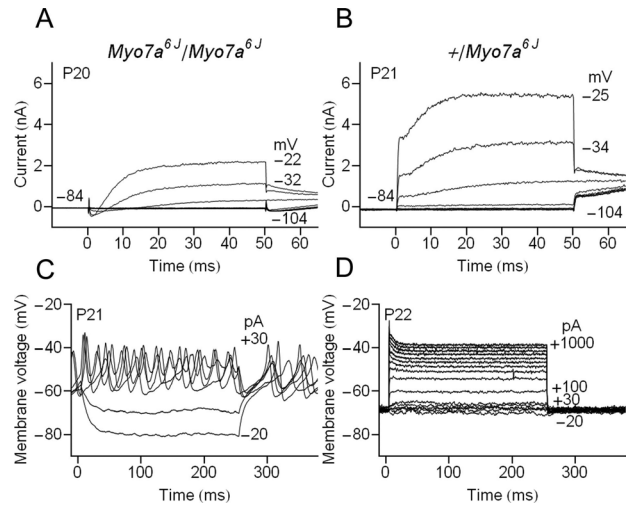 A
Myo7a6J/Myo7a6J
P20
Current (nA)
6
4
2
0
mV
−22
−32
−84
−104
0 10 20 30 40 50 60
Time (ms)
B
+/Myo7a6J
P21
Current (nA)
6
4
2
0
mV
−25
−34
−84
−104
0 10 20 30 40 50 60
Time (ms)
C
P21
Membrane voltage (mV)
−20
−40
−60
−80
pA
+30
−20
0 100 200 300
Time (ms)
D
P22
Membrane voltage (mV)
−20
−40
−60
−80
pA
+1000
+100
+30
−20
0 100 200 300
Time (ms)